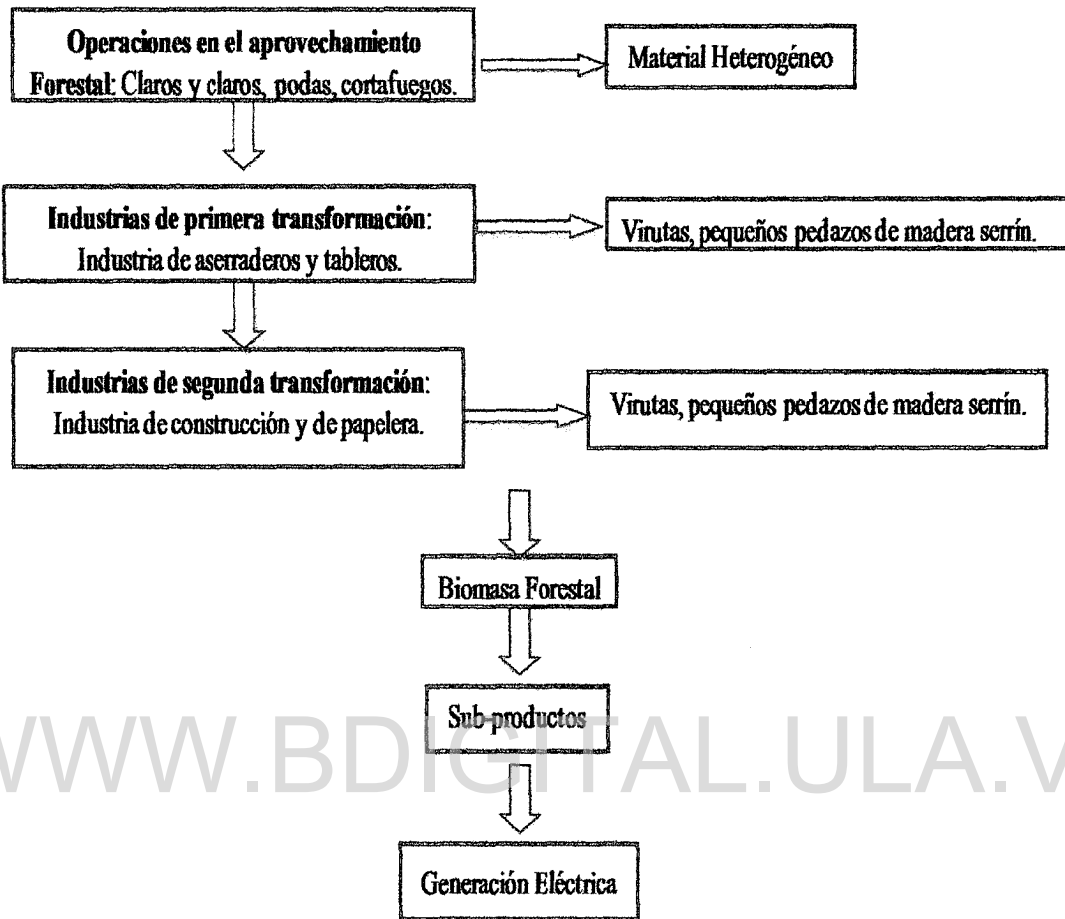 Operaciones en el aprovechamiento
Forestal: Claros y claros, podas, cortafuegos.
Material Heterogéneo
Industrias de primera transformación:
Industria de aserraderos y tableros.
Virutas, pequeños pedazos de madera serrín.
Industrias de segunda transformación:
Industria de construcción y de papelera.
Virutas, pequeños pedazos de madera serrín.
Biomasa Forestal
Sub-productos
WWW.BDIGITAL.ULA.V
Generación Eléctrica